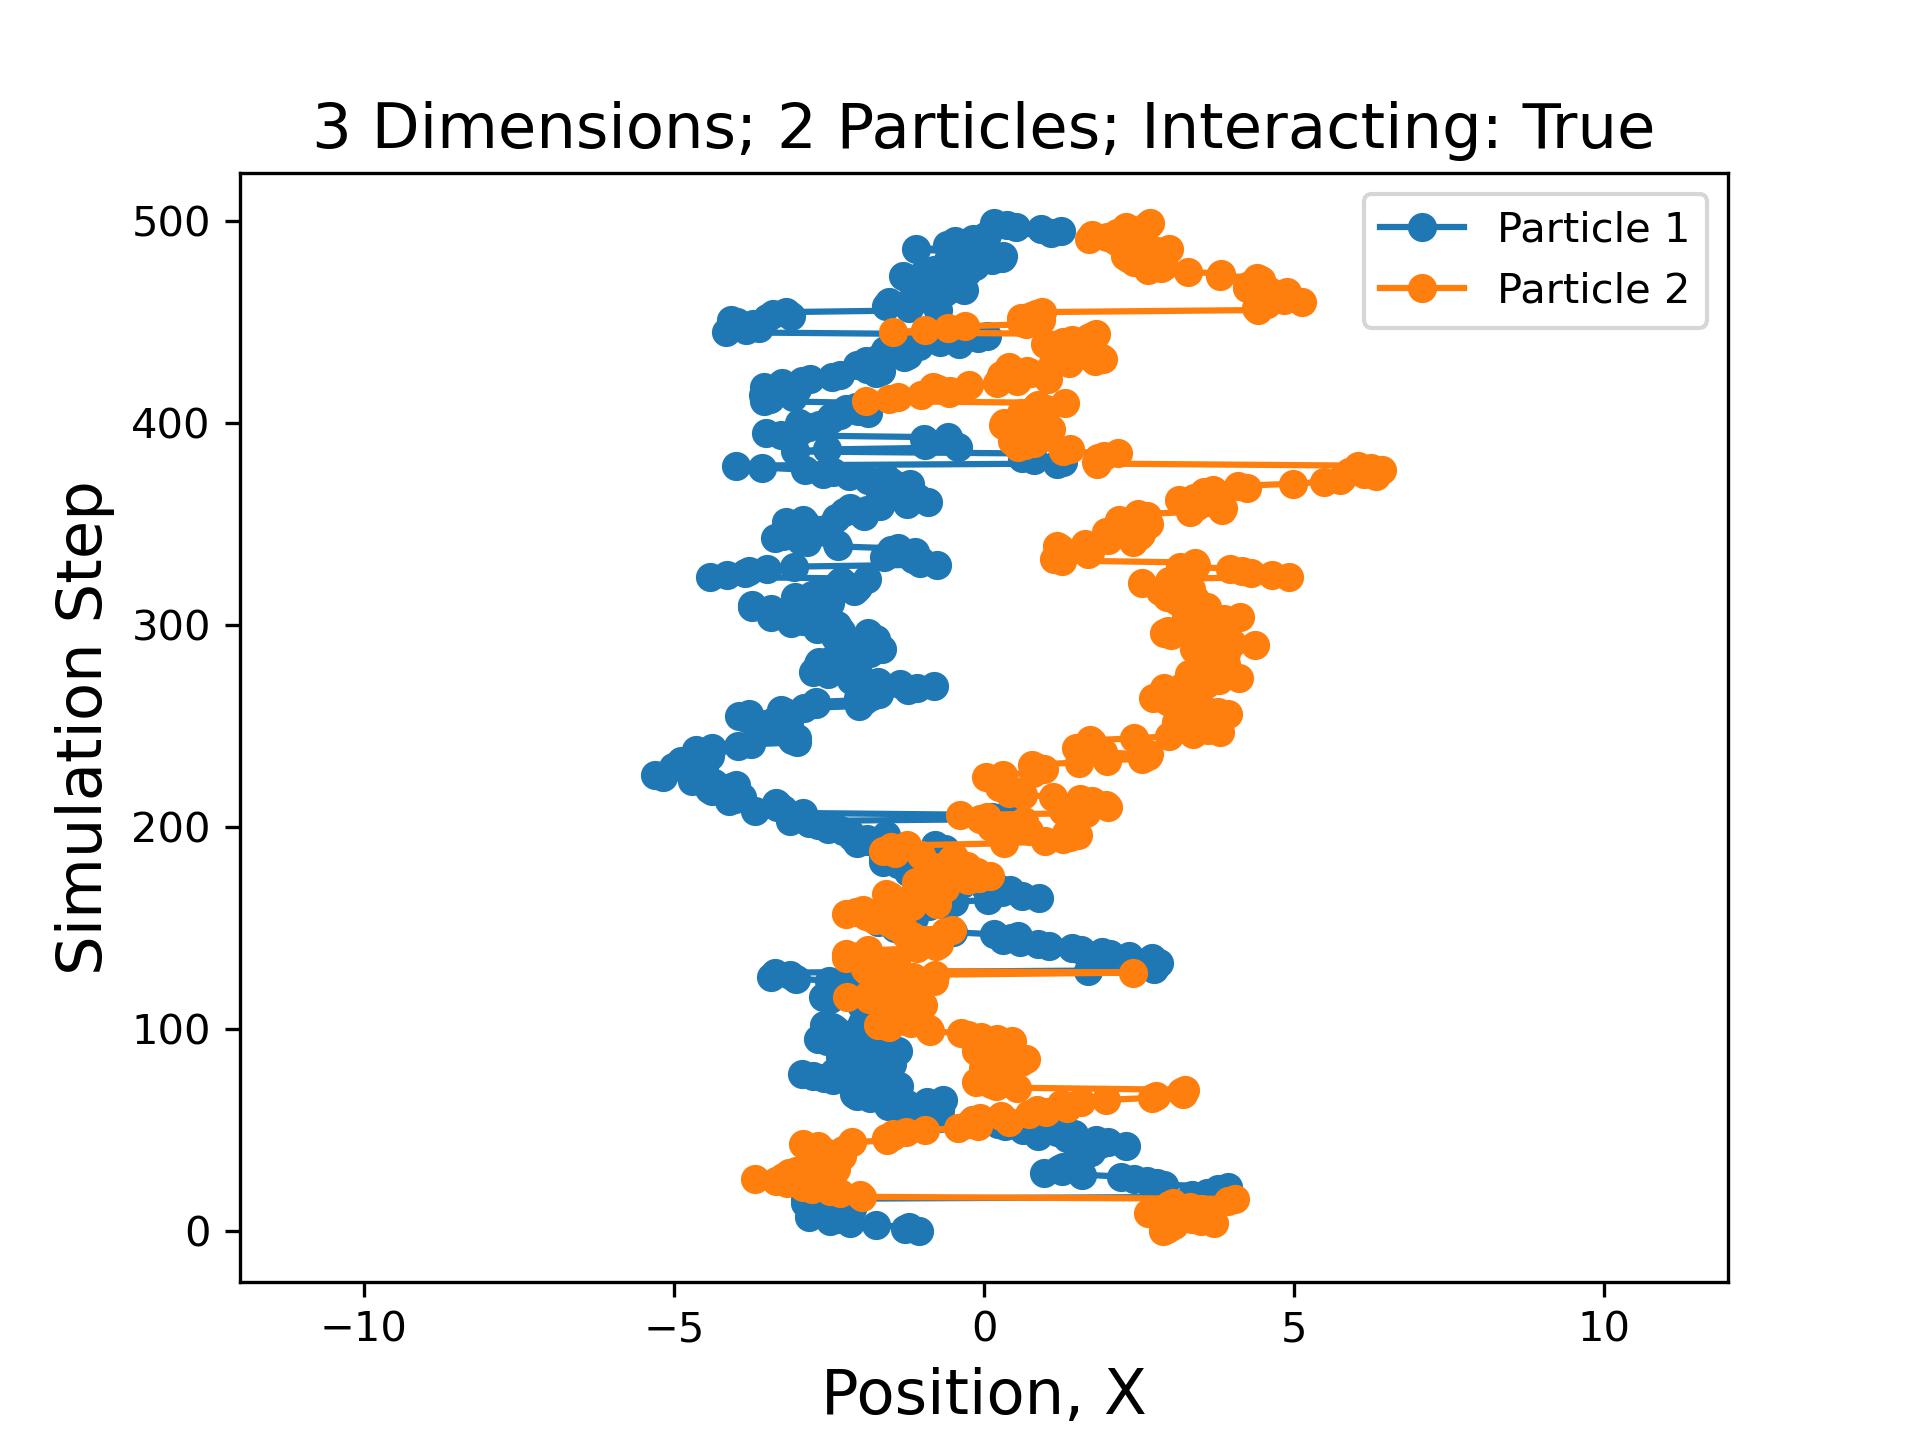 3 Dimensions; 2 Particles; Interacting: True
Particle 1
Particle 2
Simulation Step
500
400
300
200
100
0
−10
−5
0
5
10
Position, X